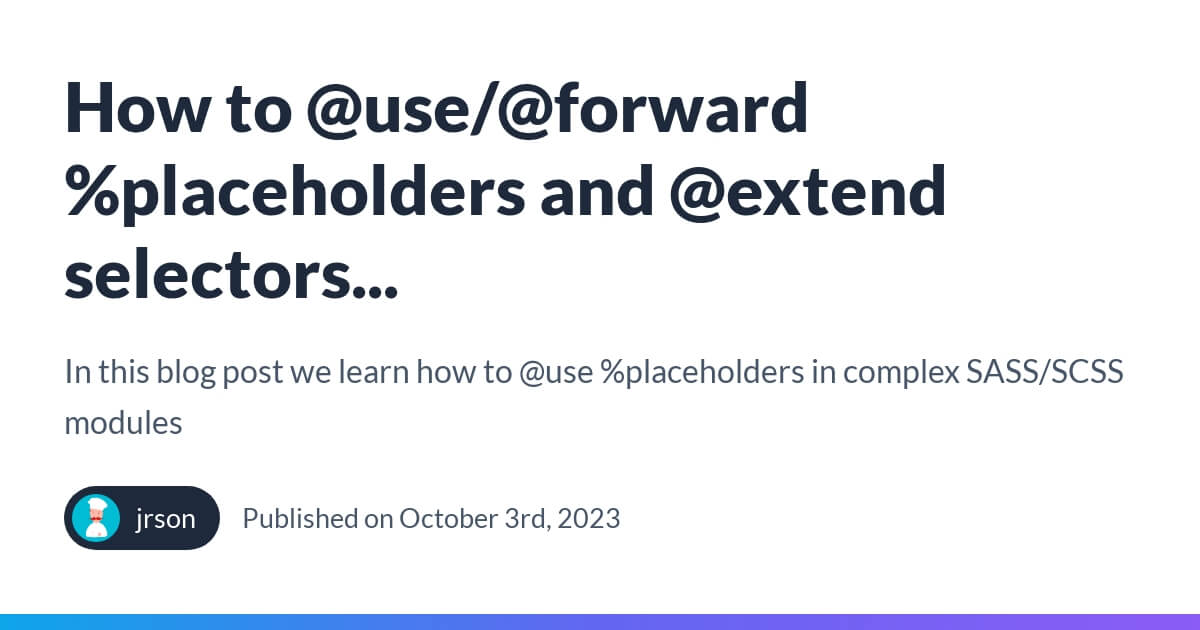 How to @use/@forward
%placeholders and @extend
selectors...
In this blog post we learn how to @use %placeholders in complex SASS/SCSS
modules
jrson
Published on October 3rd, 2023